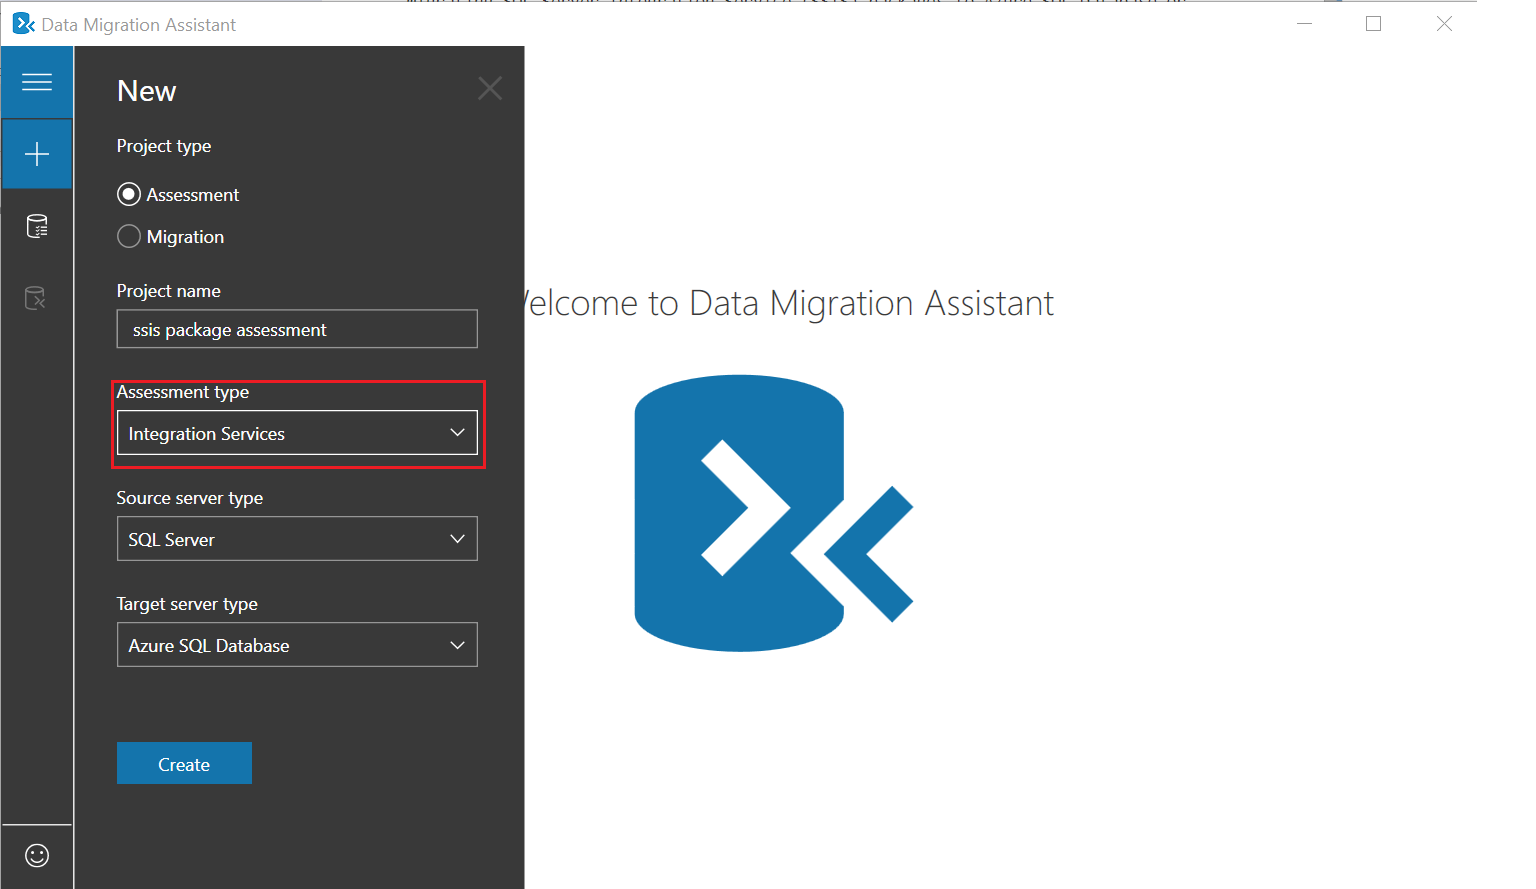 Data Migration Assistant
New
Project type
Assessment
Migration
Project name
ssis package assessment
Assessment type
Integration Services
Source server type
SQL Server
Target server type
Azure SQL Database
Create
elcome to Data Migration Assistant